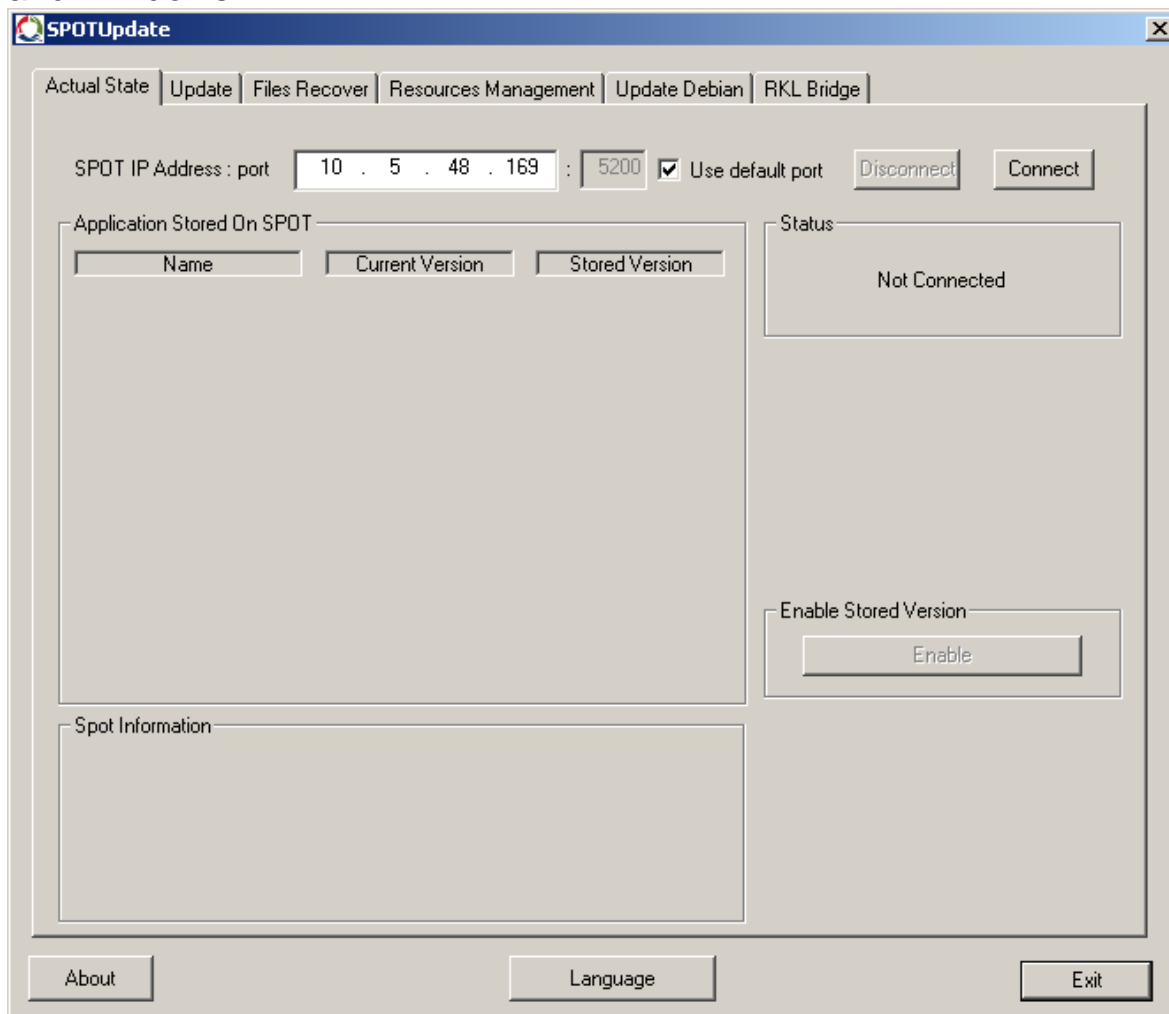 SPOTUpdate
Actual State Update Files Recover Resources Management Update Debian RKL Bridge
SPOT IP Address : port 10 . 5 . 48 . 169 : 5200 Use default port Disconnect Connect
Application Stored On SPOT Status
Name Current Version Stored Version
Not Connected
Enable Stored Version
Enable
Spot Information
About Language Exit